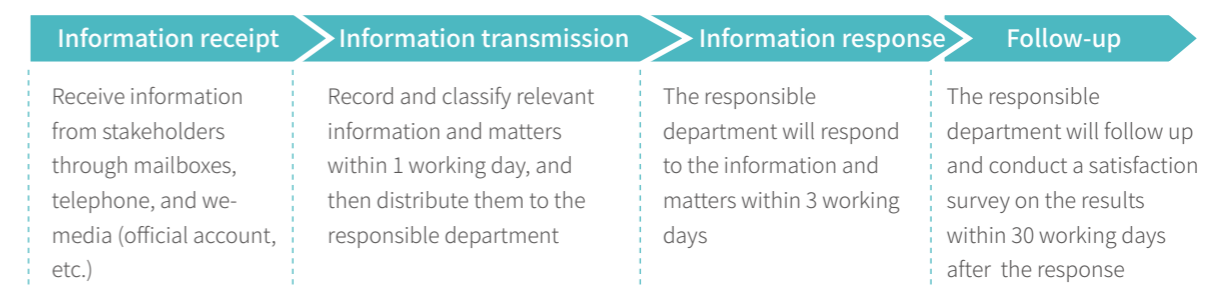 Information receipt
Information transmission
Information response
Follow-up
Receive information
from stakeholders
through mailboxes,
telephone, and we-
media (official account,
etc.)
Record and classify relevant
information and matters
within 1 working day, and
then distribute them to the
responsible department
The responsible
department will respond
to the information and
matters within 3 working
days
The responsible
department will follow up
and conduct a satisfaction
survey on the results
within 30 working days
after the response